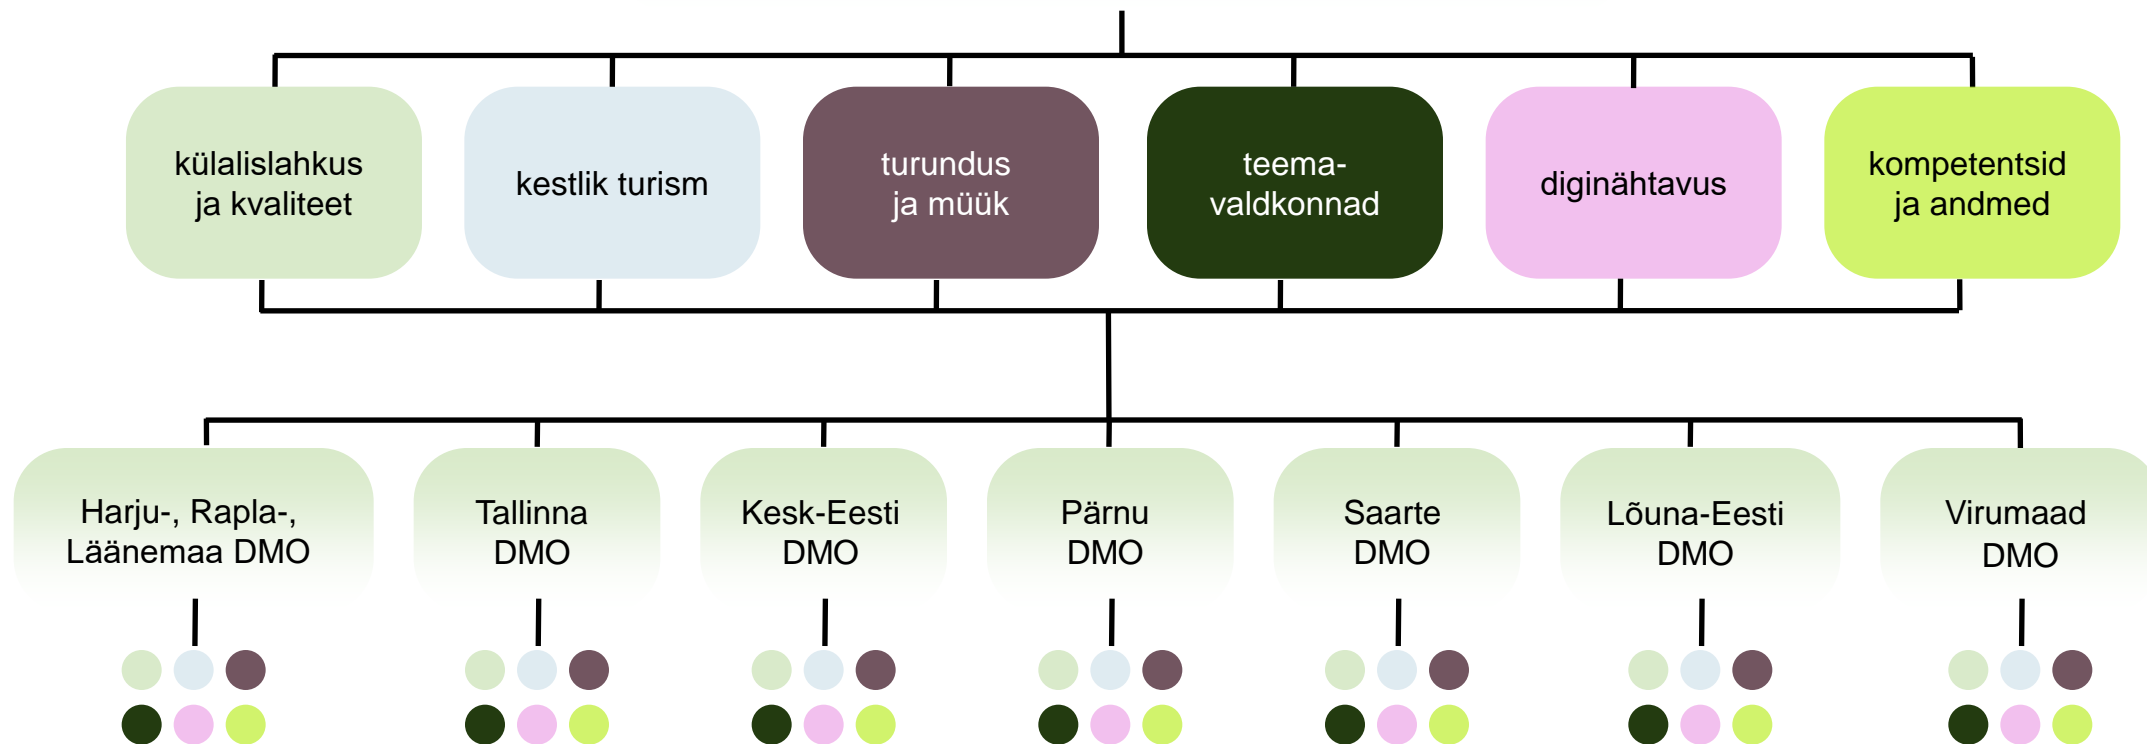 külalislahkus
ja kvaliteet
kestlik turism
turundus
ja müük
teema-
valdkonnad
diginähtavus
kompetentsid
ja andmed
Harju-, Rapla-,
Läänemaa DMO
Tallinna
DMO
Kesk-Eesti
DMO
Pärnu
DMO
Saarte
DMO
Lõuna-Eesti
DMO
Virumaad
DMO